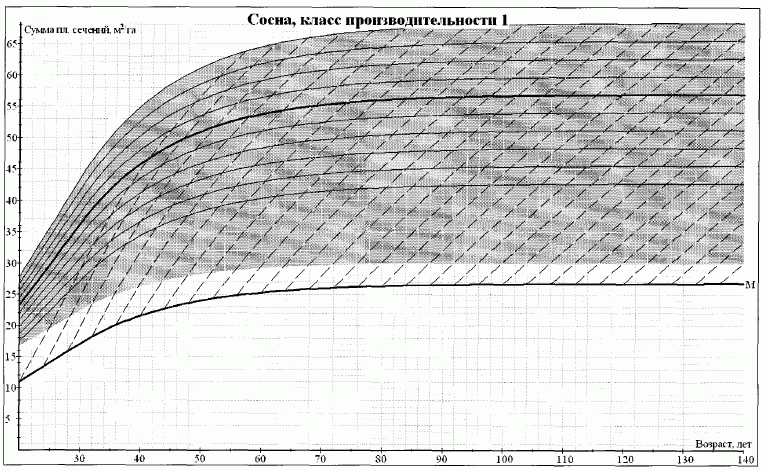 Сосна, класс производительности 1
Сумма пл. сечений, м2 га
65
60
55
50
45
40
35
30
25
20
15
10
5
М
Возраст, лет
30 40 50 60 70 80 90 100 110 120 130 140